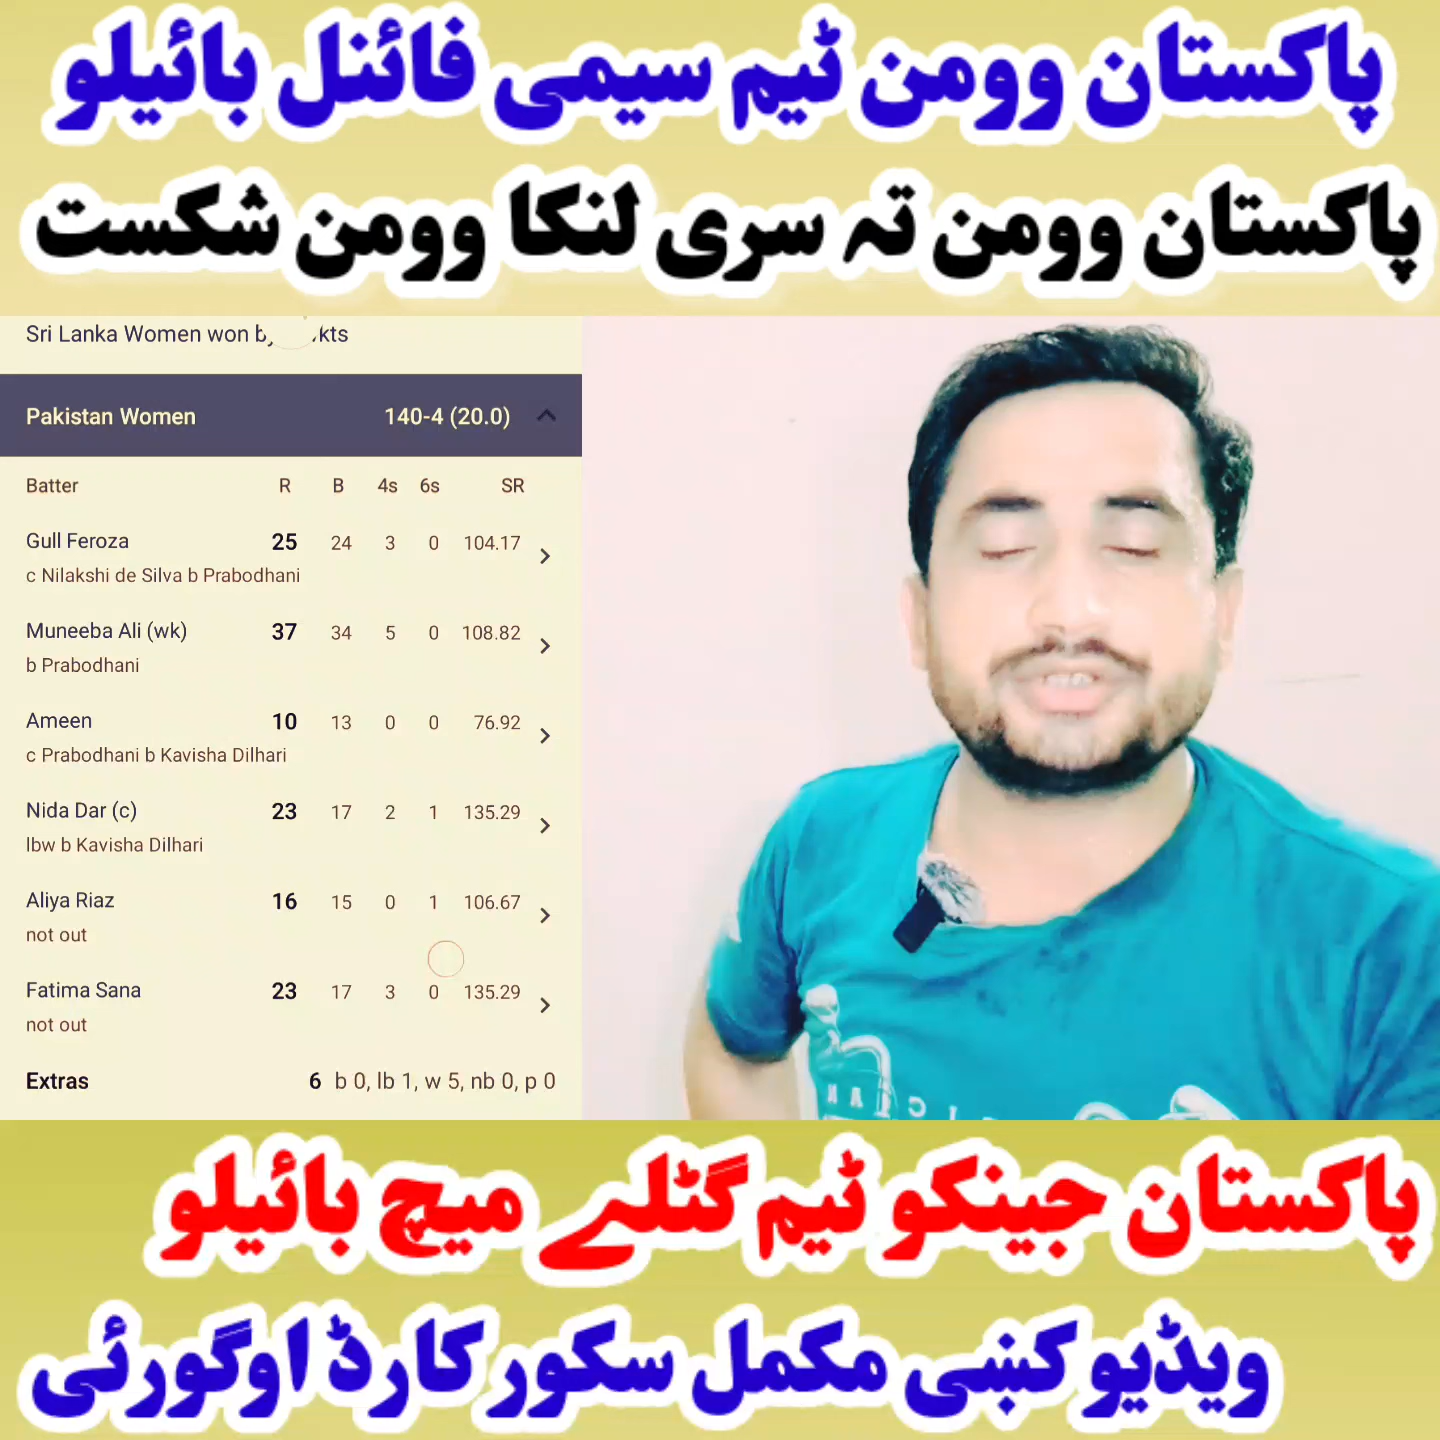 پاکستان وومن ٹیم سیمی فائنل بائیلو
پاکستان وومن تہ سری لنکا وومن شکست
Sri Lanka Women won
Pakistan Women 140-4 (20.0)
Batter R B 4s 6s SR
Gull Feroza 25 24 3 0 104.17
c Nilakshi de Silva b Prabodhani
Muneeba Ali (wk) 37 34 5 0 108.82
b Prabodhani
Ameen 10 13 0 0 76.92
c Prabodhani b Kavisha Dilhari
Nida Dar (c) 23 17 2 1 135.29
lbw b Kavisha Dilhari
Aliya Riaz 16 15 0 1 106.67
not out
Fatima Sana 23 17 3 0 135.29
not out
Extras 6 b 0, lb 1, w 5, nb 0, p 0
پاکستان جینکو ٹیم گٹلے میچ بائیلو
ویڈیو کښی مکمل سکور کارڈ اوگورئی